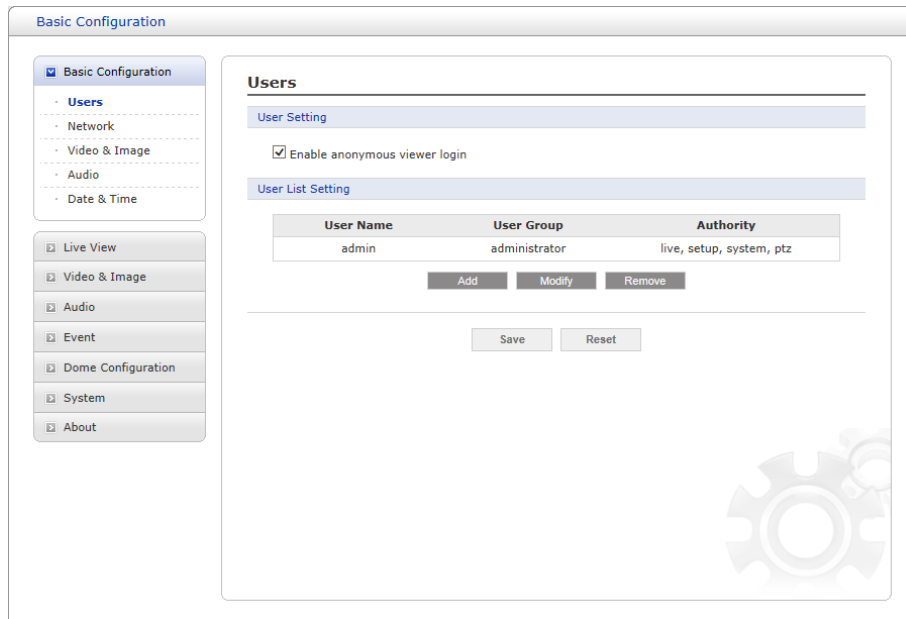 Basic Configuration
Basic Configuration
Users
Network
Video & Image
Audio
Date & Time
Live View
Video & Image
Audio
Event
Dome Configuration
System
About
Users
User Setting
Enable anonymous viewer login
User List Setting
User Name User Group Authority
admin administrator live, setup, system, ptz
Add Modify Remove
Save Reset